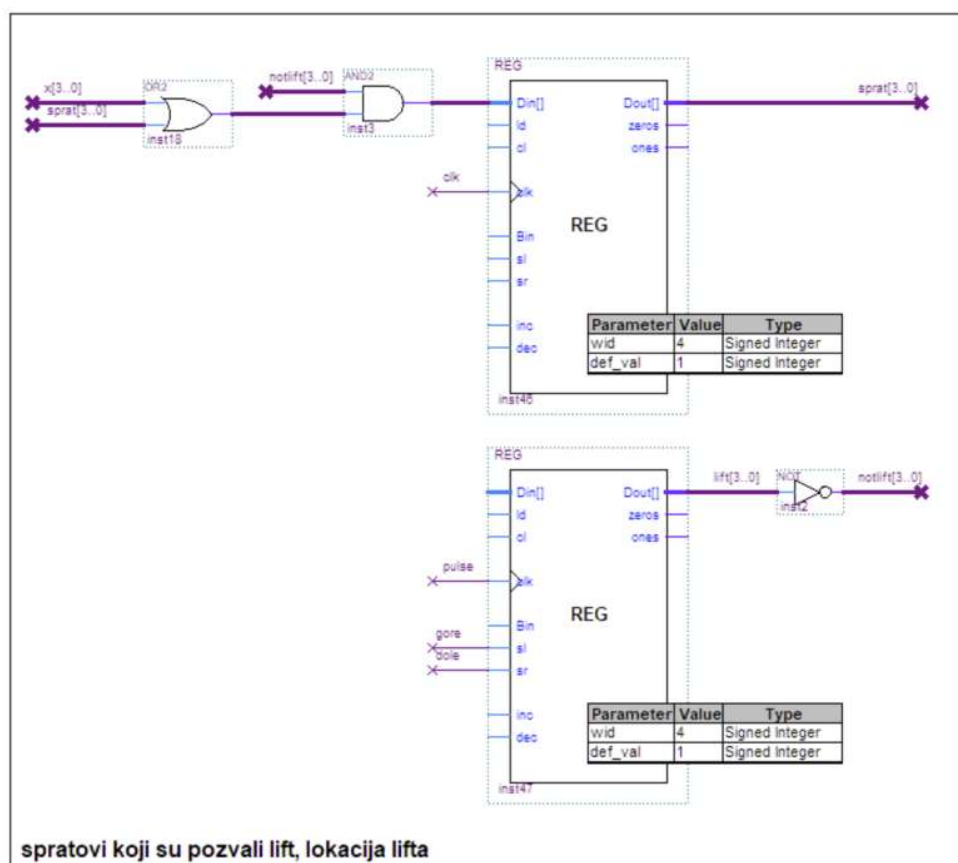 REG
x[3..0]
OR2
sprat[3..0]
inst18
notlift[3..0]
AND2
inst3
Din[]
Dout[]
sprat[3..0]
ld
zeros
cl
ones
clk
clk
REG
Bin
sl
sr
inc
dec
Parameter Value Type
wid 4 Signed Integer
def_val 1 Signed Integer
inst46
REG
Din[]
Dout[]
lift[3..0]
NOT
inst2
notlift[3..0]
ld
zeros
cl
ones
pulse
clk
REG
Bin
gore
sl
dole
sr
inc
dec
Parameter Value Type
wid 4 Signed Integer
def_val 1 Signed Integer
inst47
spratovi koji su pozvali lift, lokacija lifta